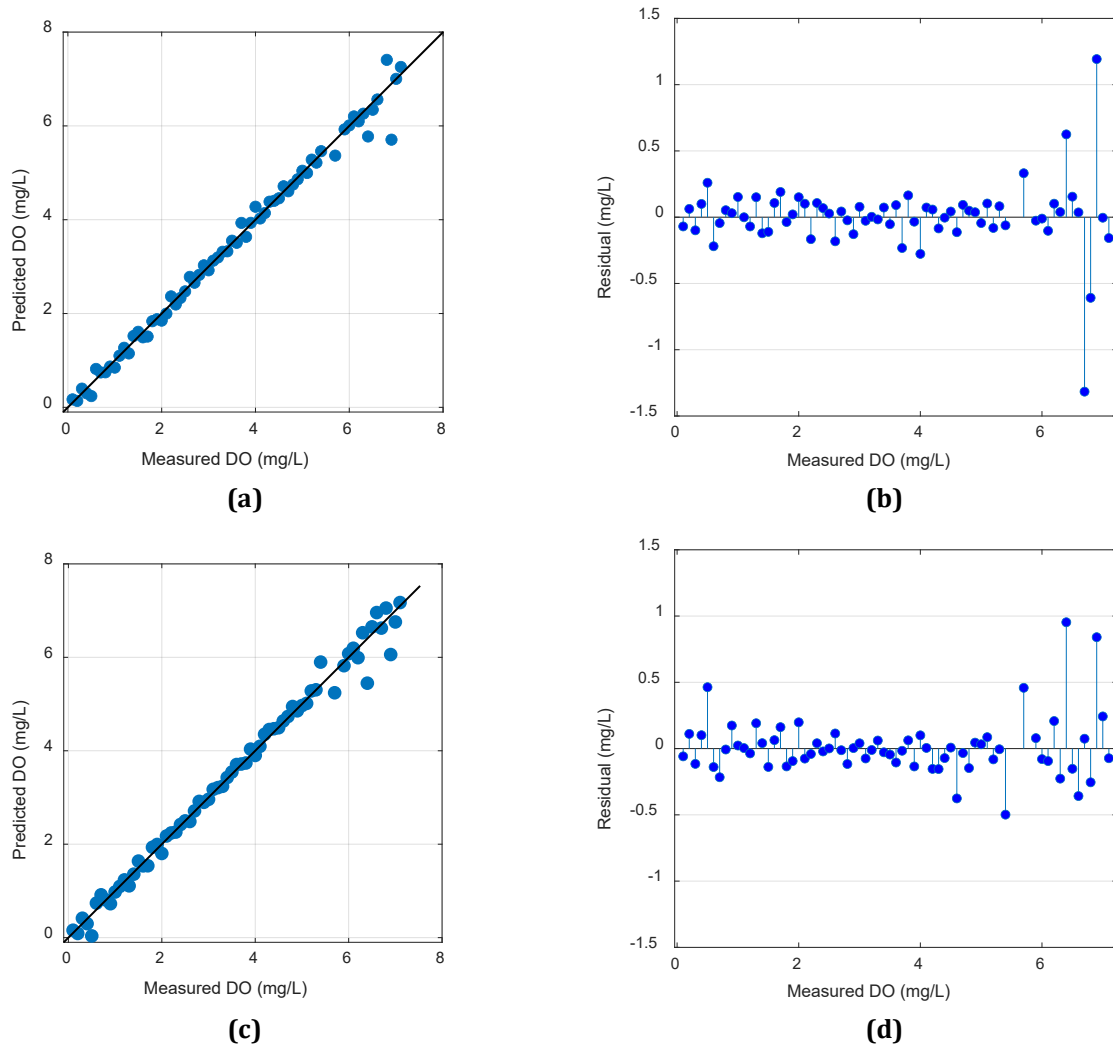 8
6
4
2
0
Predicted DO (mg/L)
0 2 4 6 8
Measured DO (mg/L)
(a)
1.5
1
0.5
0
-0.5
-1
-1.5
Residual (mg/L)
0 2 4 6
Measured DO (mg/L)
(b)
8
6
4
2
0
Predicted DO (mg/L)
0 2 4 6 8
Measured DO (mg/L)
(c)
1.5
1
0.5
0
-0.5
-1
-1.5
Residual (mg/L)
0 2 4 6
Measured DO (mg/L)
(d)